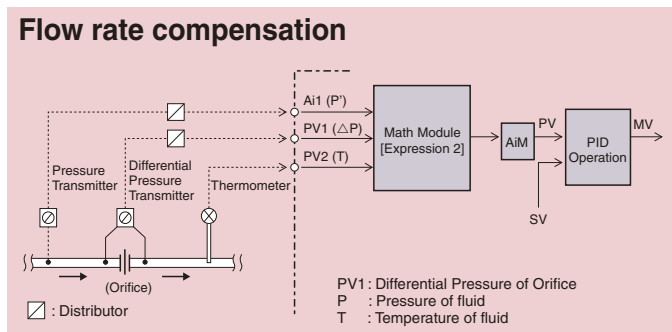 Flow rate compensation
Ai1 (P')
PV1 (△P)
PV2 (T)
Math Module
[Expression 2]
AiM
PV
PID
Operation
MV
SV
Pressure
Transmitter
Differential
Pressure
Transmitter
Thermometer
(Orifice)
: Distributor
PV1 : Differential Pressure of Orifice
P : Pressure of fluid
T : Temperature of fluid